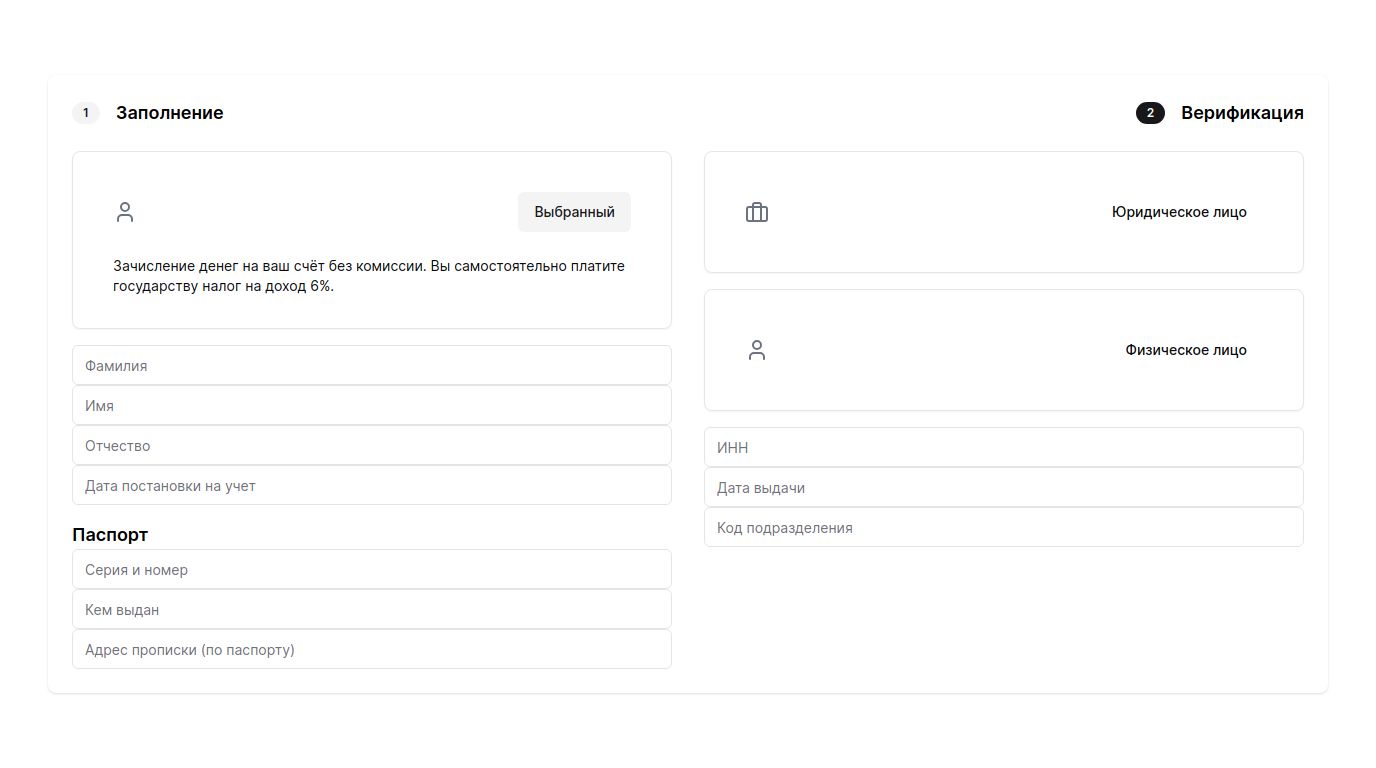 1 Заполнение
2 Верификация
Выбранный
Зачисление денег на ваш счёт без комиссии. Вы самостоятельно платите
государству налог на доход 6%.
Фамилия
Имя
Отчество
Дата постановки на учет
Паспорт
Серия и номер
Кем выдан
Адрес прописки (по паспорту)
Юридическое лицо
Физическое лицо
ИНН
Дата выдачи
Код подразделения